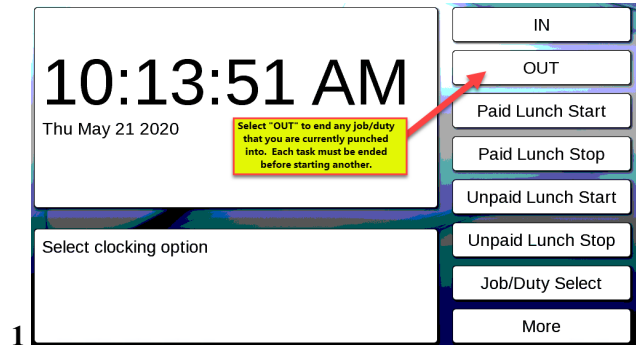 10:13:51 AM
Thu May 21 2020
Select "OUT" to end any job/duty
that you are currently punched
into. Each task must be ended
before starting another.
Select clocking option
IN
OUT
Paid Lunch Start
Paid Lunch Stop
Unpaid Lunch Start
Unpaid Lunch Stop
Job/Duty Select
More
1